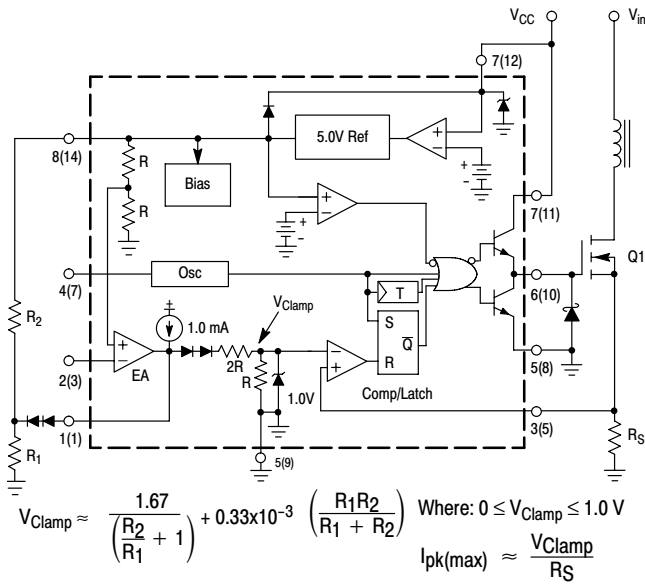 VCC
Vin
7(12)
5.0V Ref
8(14)
R
Bias
R
7(11)
Q1
4(7)
Osc
6(10)
T
VClamp
R2
1.0 mA
S
Q̅
R
2(3)
EA
2R
R
1.0V
Comp/Latch
5(8)
1(1)
3(5)
R1
5(9)
RS
VClamp ≈ 1.67 / (R2/R1 + 1) + 0.33x10−3 (R1R2 / R1 + R2) Where: 0 ≤ VClamp ≤ 1.0 V
Ipk(max) ≈ VClamp / RS